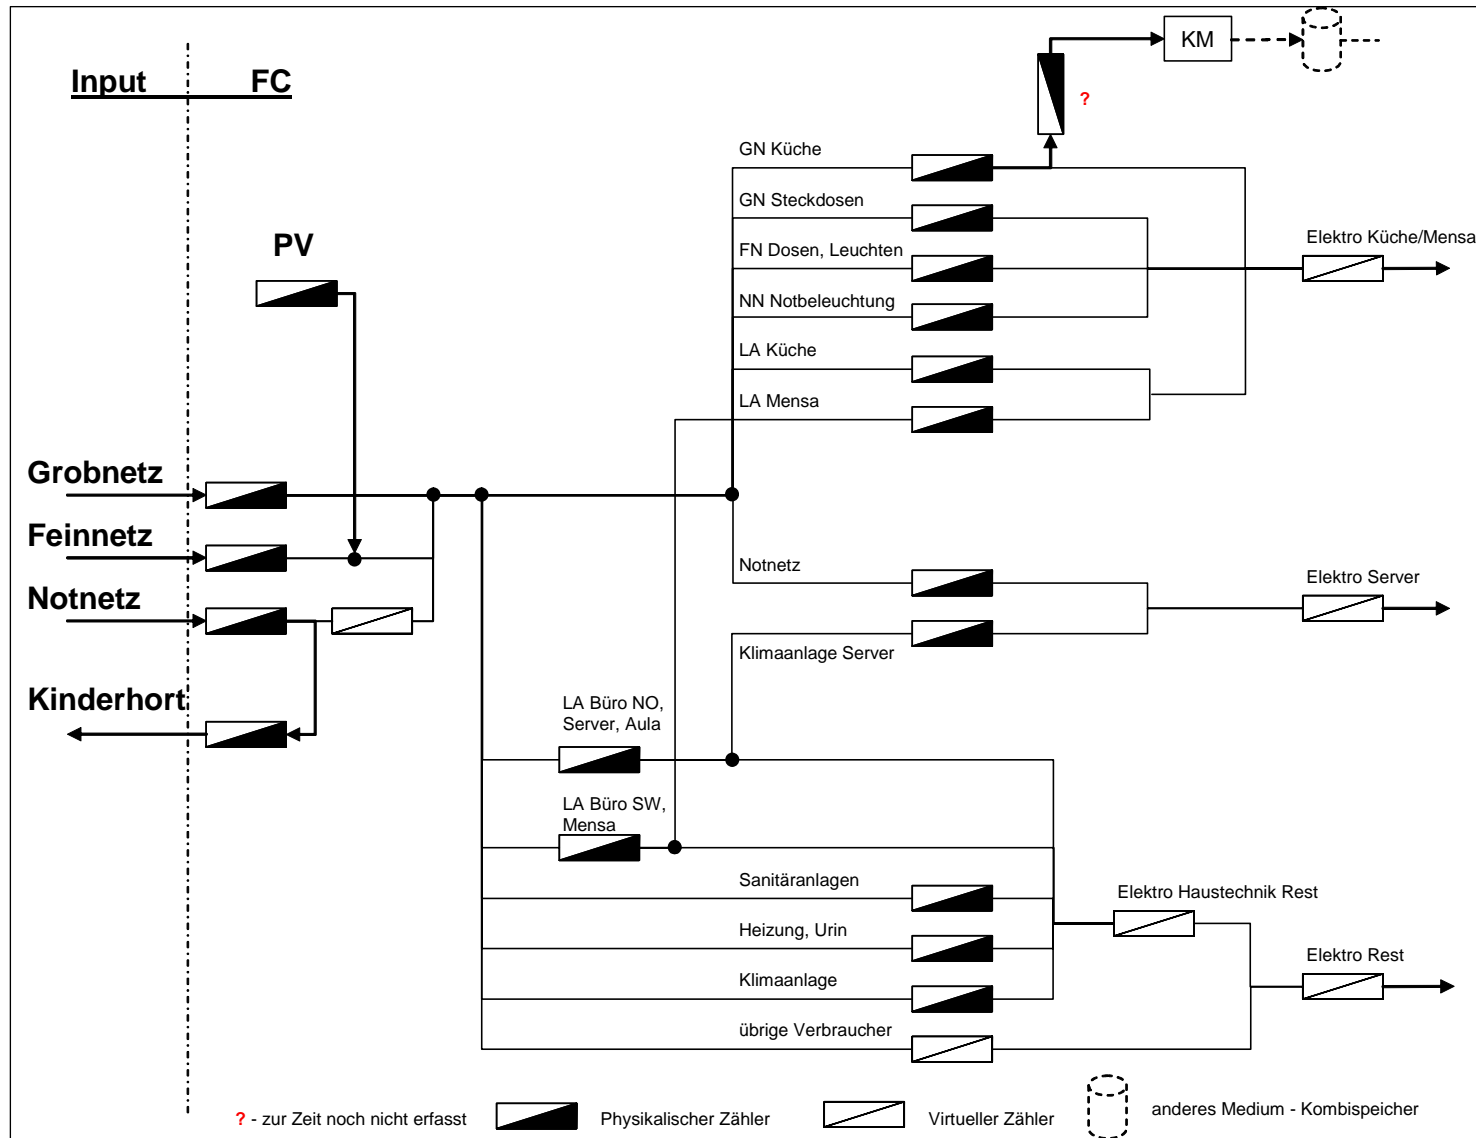 KM
Input FC
?
GN Küche
GN Steckdosen
PV
Elektro Küche/Mensa
FN Dosen, Leuchten
NN Notbeleuchtung
LA Küche
LA Mensa
Grobnetz
Feinnetz
Notnetz
Elektro Server
Notnetz
Klimaanlage Server
Kinderhort
LA Büro NO,
Server, Aula
LA Büro SW,
Mensa
Sanitäranlagen
Elektro Haustechnik Rest
Heizung, Urin
Elektro Rest
Klimaanlage
übrige Verbraucher
? - zur Zeit noch nicht erfasst
Physikalischer Zähler
Virtueller Zähler
anderes Medium - Kombispeicher